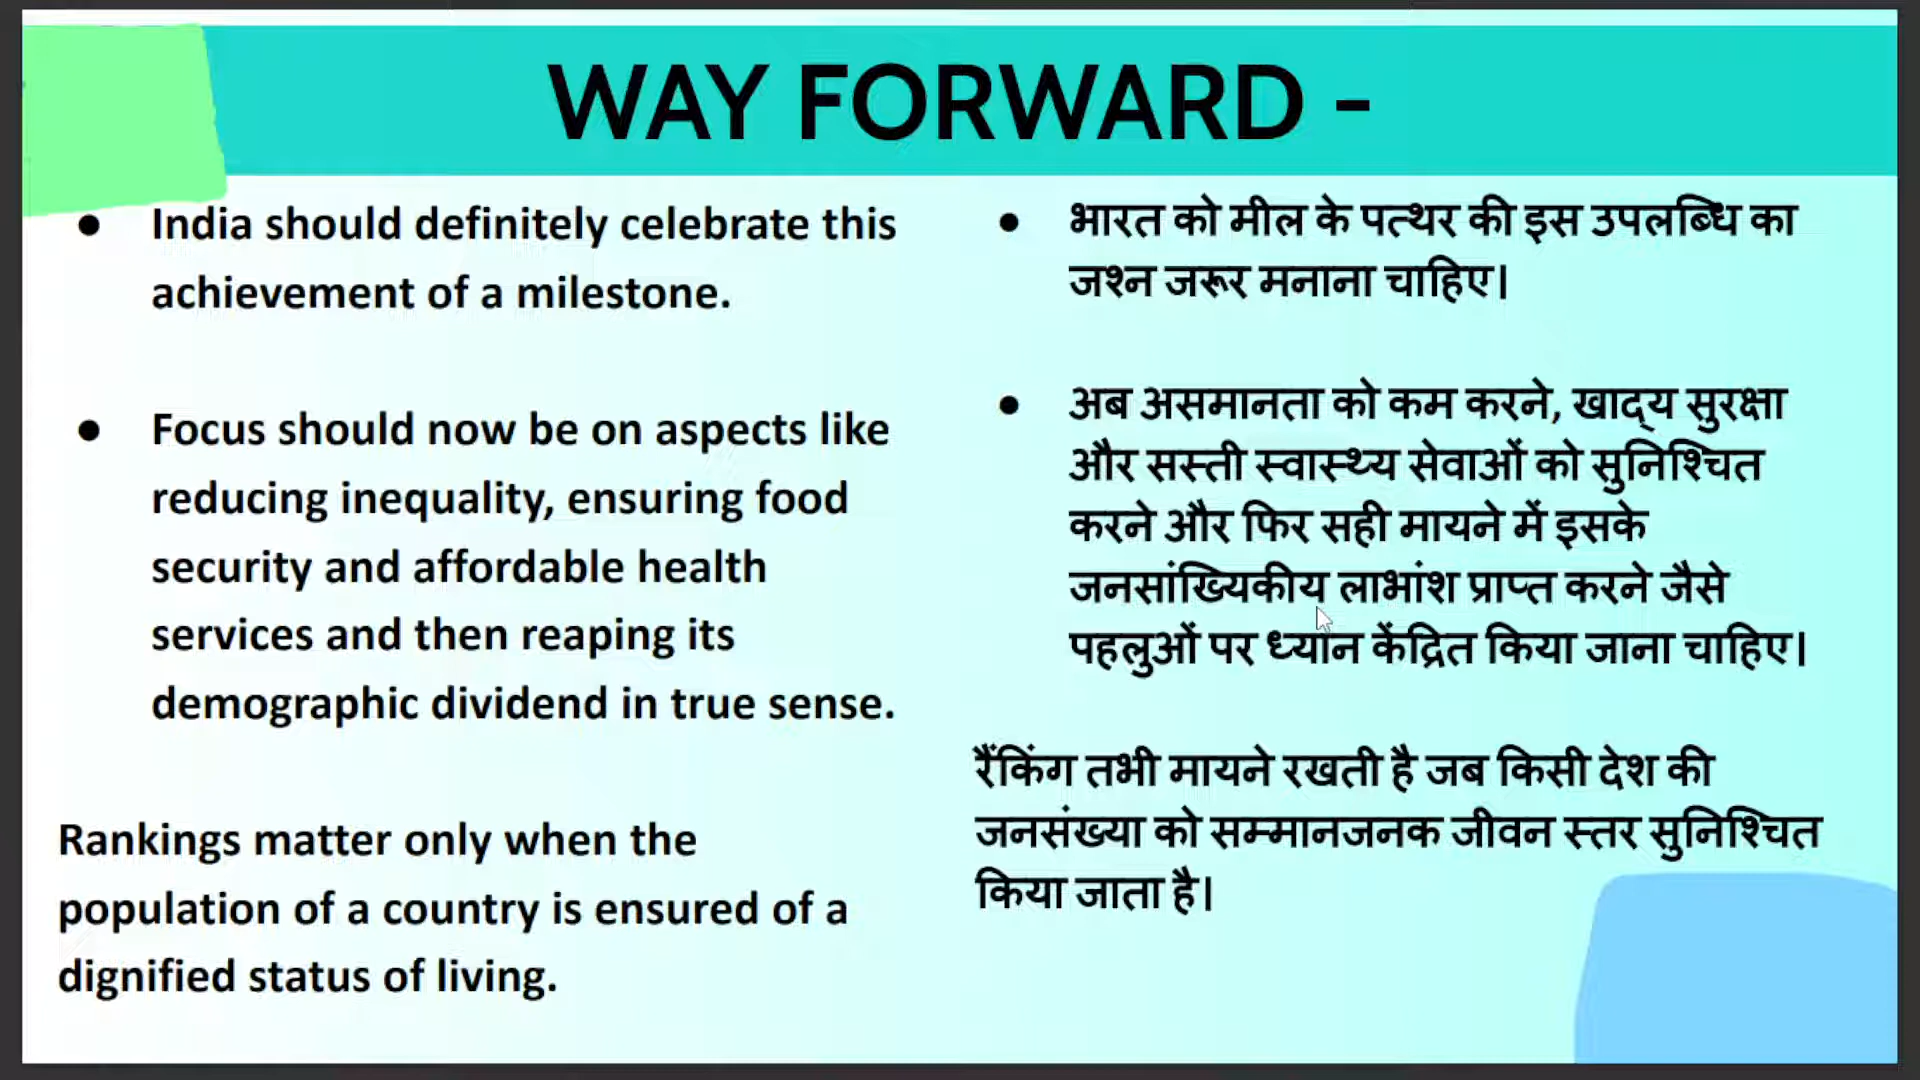 WAY FORWARD -
● India should definitely celebrate this
achievement of a milestone.
● Focus should now be on aspects like
reducing inequality, ensuring food
security and affordable health
services and then reaping its
demographic dividend in true sense.
Rankings matter only when the
population of a country is ensured of a
dignified status of living.
● भारत को मील के पत्थर की इस उपलब्धि का
जश्न जरूर मनाना चाहिए।
● अब असमानता को कम करने, खाद्य सुरक्षा
और सस्ती स्वास्थ्य सेवाओं को सुनिश्चित
करने और फिर सही मायने में इसके
जनसांख्यिकीय लाभांश प्राप्त करने जैसे
पहलुओं पर ध्यान केंद्रित किया जाना चाहिए।
रैंकिंग तभी मायने रखती है जब किसी देश की
जनसंख्या को सम्मानजनक जीवन स्तर सुनिश्चित
किया जाता है।